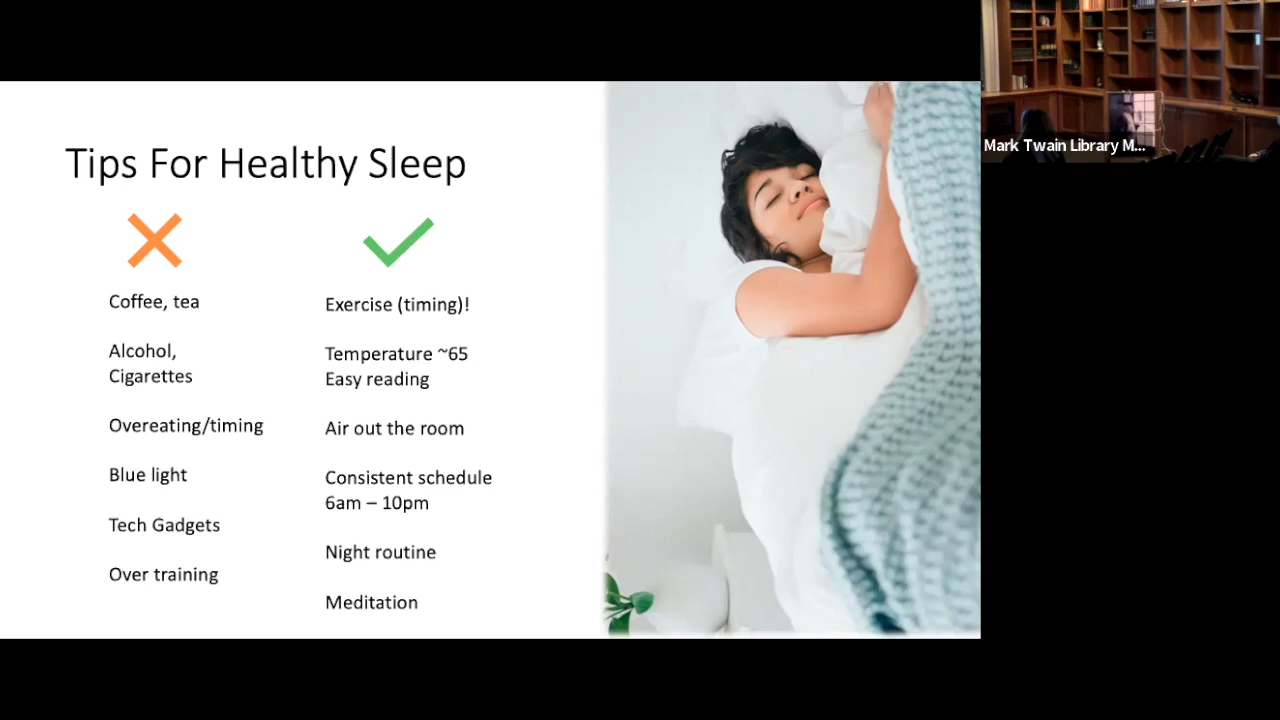 Tips For Healthy Sleep
Coffee, tea
Alcohol,
Cigarettes
Overeating/timing
Blue light
Tech Gadgets
Over training
Exercise (timing)!
Temperature ~65
Easy reading
Air out the room
Consistent schedule
6am – 10pm
Night routine
Meditation
Mark Twain Library M...